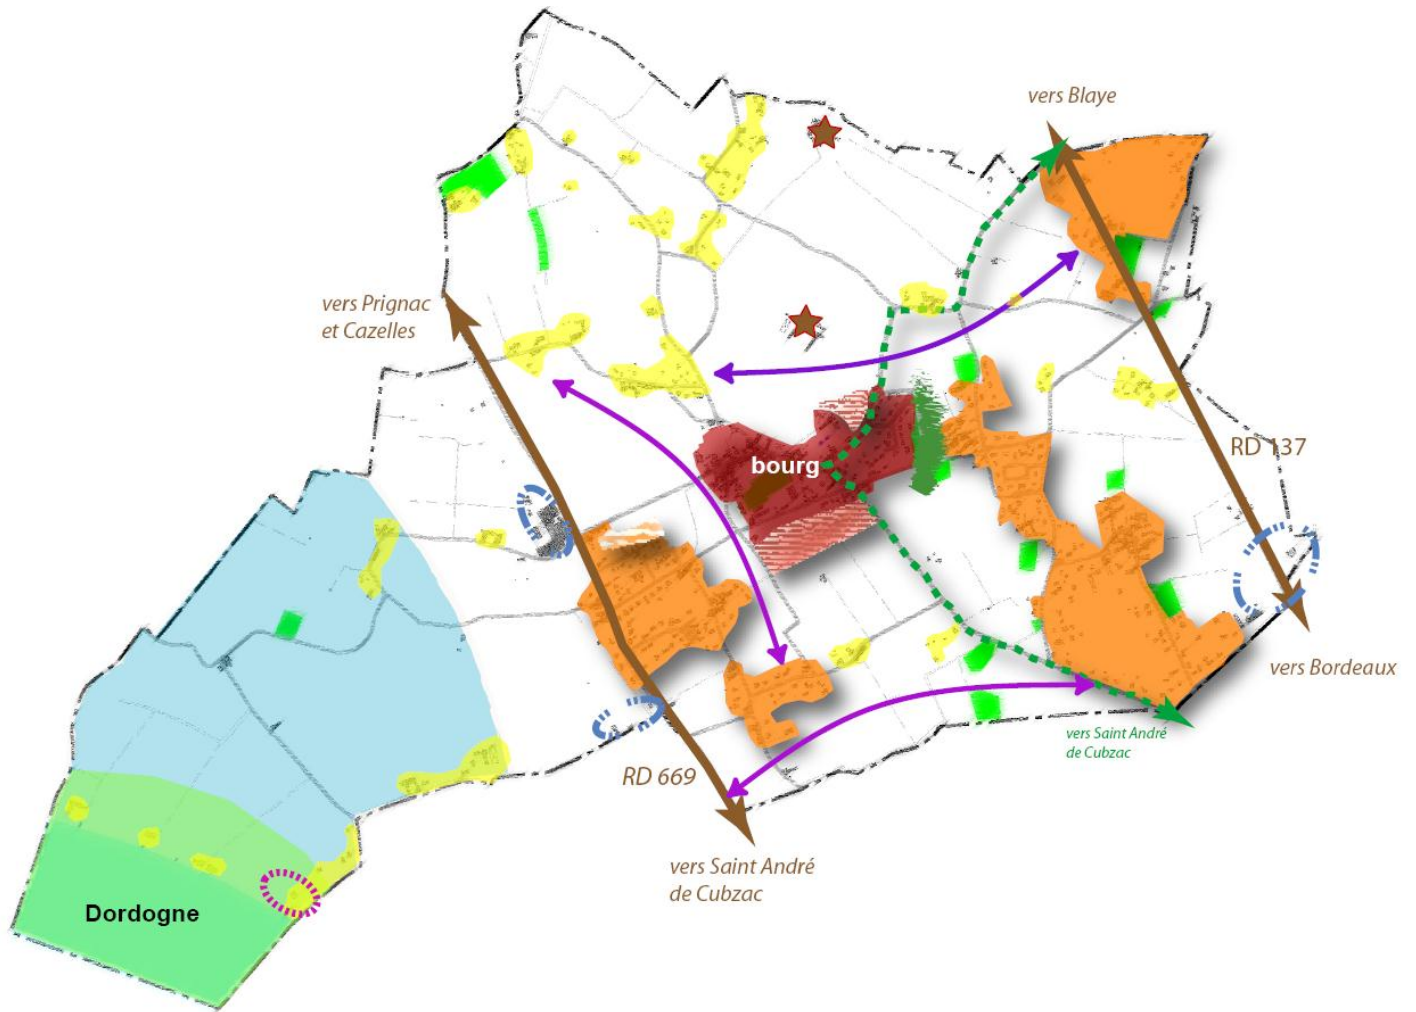 vers Blaye
vers Prignac
et Cazelles
RD 137
bourg
vers Bordeaux
vers Saint André
de Cubzac
RD 669
vers Saint André
de Cubzac
Dordogne